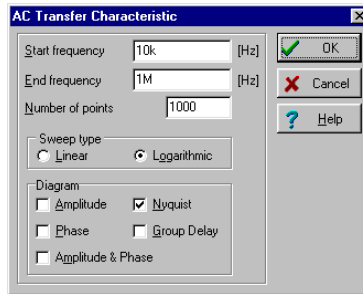 AC Transfer Characteristic
Start frequency 10k [Hz]
End frequency 1M [Hz]
Number of points 1000
Sweep type
Linear Logarithmic
Diagram
Amplitude Nyquist
Phase Group Delay
Amplitude & Phase
OK
Cancel
? Help